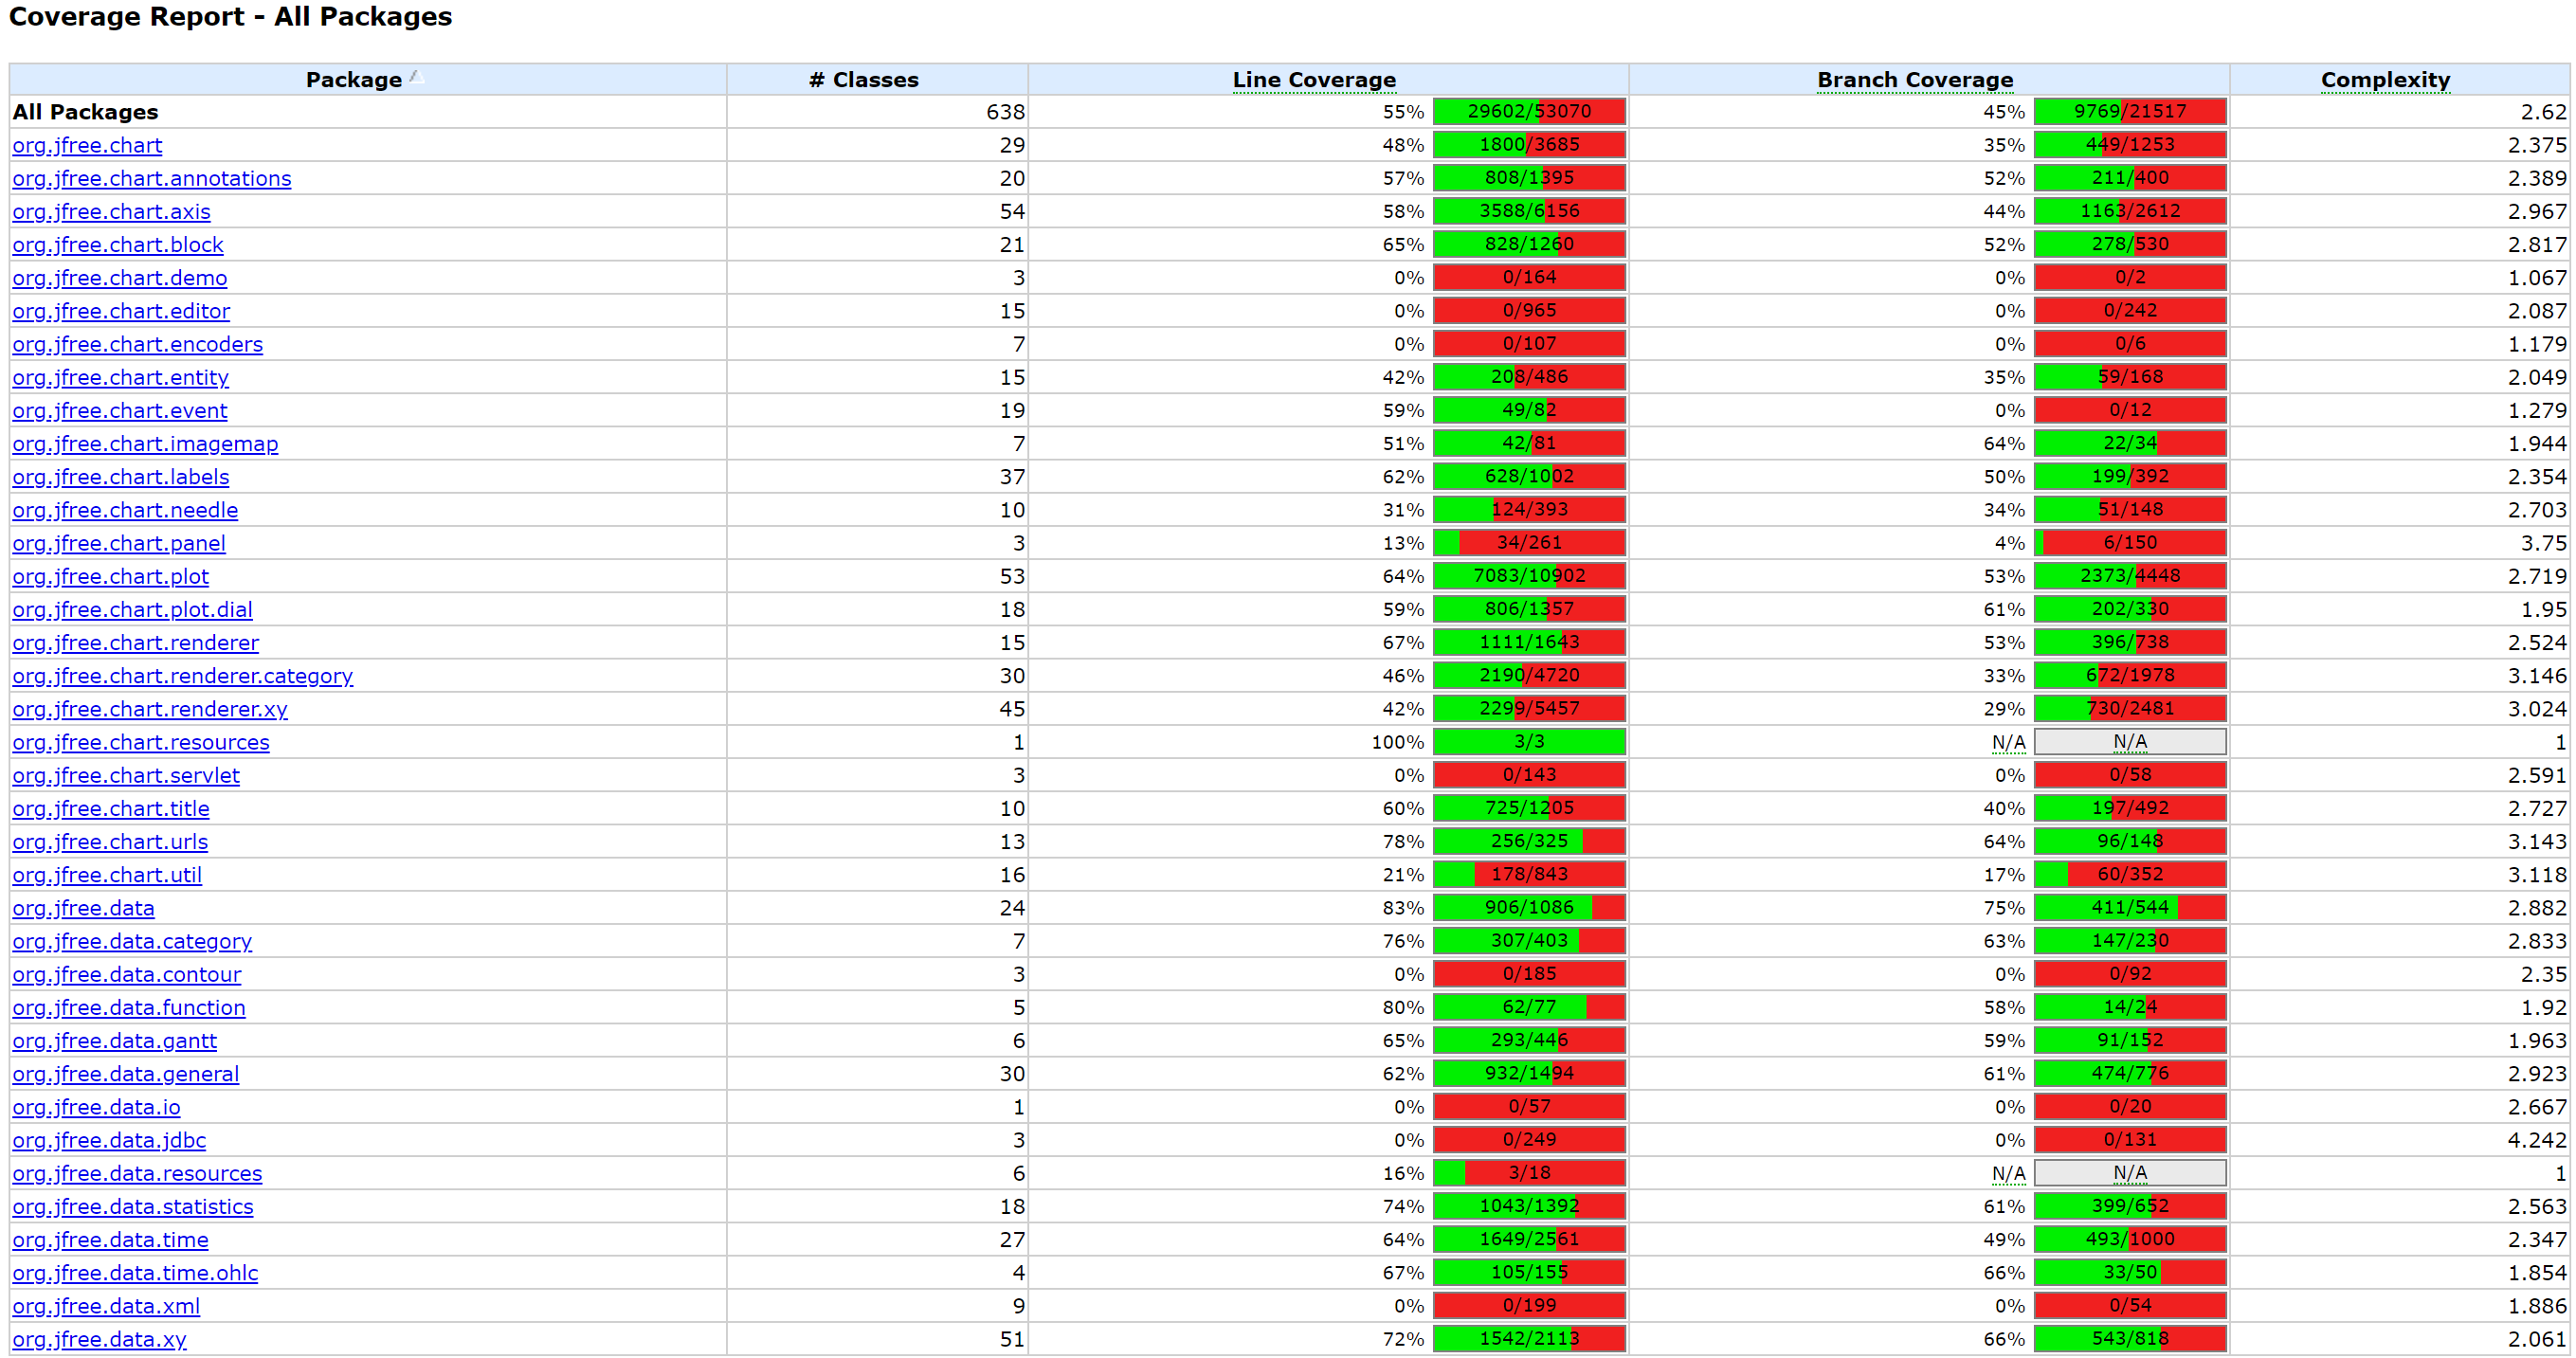 Coverage Report - All Packages
Package # Classes Line Coverage Branch Coverage Complexity
All Packages 638 55% 29602/53070 45% 9769/21517 2.62
org.jfree.chart 29 48% 1800/3685 35% 449/1253 2.375
org.jfree.chart.annotations 20 57% 808/1395 52% 211/400 2.389
org.jfree.chart.axis 54 58% 3588/6156 44% 1163/2612 2.967
org.jfree.chart.block 21 65% 828/1260 52% 278/530 2.817
org.jfree.chart.demo 3 0% 0/164 0% 0/2 1.067
org.jfree.chart.editor 15 0% 0/965 0% 0/242 2.087
org.jfree.chart.encoders 7 0% 0/107 0% 0/6 1.179
org.jfree.chart.entity 15 42% 208/486 35% 59/168 2.049
org.jfree.chart.event 19 59% 49/82 0% 0/12 1.279
org.jfree.chart.imagemap 7 51% 42/81 64% 22/34 1.944
org.jfree.chart.labels 37 62% 628/1002 50% 199/392 2.354
org.jfree.chart.needle 10 31% 124/393 34% 51/148 2.703
org.jfree.chart.panel 3 13% 34/261 4% 6/150 3.75
org.jfree.chart.plot 53 64% 7083/10902 53% 2373/4448 2.719
org.jfree.chart.plot.dial 18 59% 806/1357 61% 202/330 1.95
org.jfree.chart.renderer 15 67% 1111/1643 53% 396/738 2.524
org.jfree.chart.renderer.category 30 46% 2190/4720 33% 672/1978 3.146
org.jfree.chart.renderer.xy 45 42% 2299/5457 29% 730/2481 3.024
org.jfree.chart.resources 1 100% 3/3 N/A N/A 1
org.jfree.chart.servlet 3 0% 0/143 0% 0/58 2.591
org.jfree.chart.title 10 60% 725/1205 40% 197/492 2.727
org.jfree.chart.urls 13 78% 256/325 64% 96/148 3.143
org.jfree.chart.util 16 21% 178/843 17% 60/352 3.118
org.jfree.data 24 83% 906/1086 75% 411/544 2.882
org.jfree.data.category 7 76% 307/403 63% 147/230 2.833
org.jfree.data.contour 3 0% 0/185 0% 0/92 2.35
org.jfree.data.function 5 80% 62/77 58% 14/24 1.92
org.jfree.data.gantt 6 65% 293/446 59% 91/152 1.963
org.jfree.data.general 30 62% 932/1494 61% 474/776 2.923
org.jfree.data.io 1 0% 0/57 0% 0/20 2.667
org.jfree.data.jdbc 3 0% 0/249 0% 0/131 4.242
org.jfree.data.resources 6 16% 3/18 N/A N/A 1
org.jfree.data.statistics 18 74% 1043/1392 61% 399/652 2.563
org.jfree.data.time 27 64% 1649/2561 49% 493/1000 2.347
org.jfree.data.time.ohlc 4 67% 105/155 66% 33/50 1.854
org.jfree.data.xml 9 0% 0/199 0% 0/54 1.886
org.jfree.data.xy 51 72% 1542/2113 66% 543/818 2.061